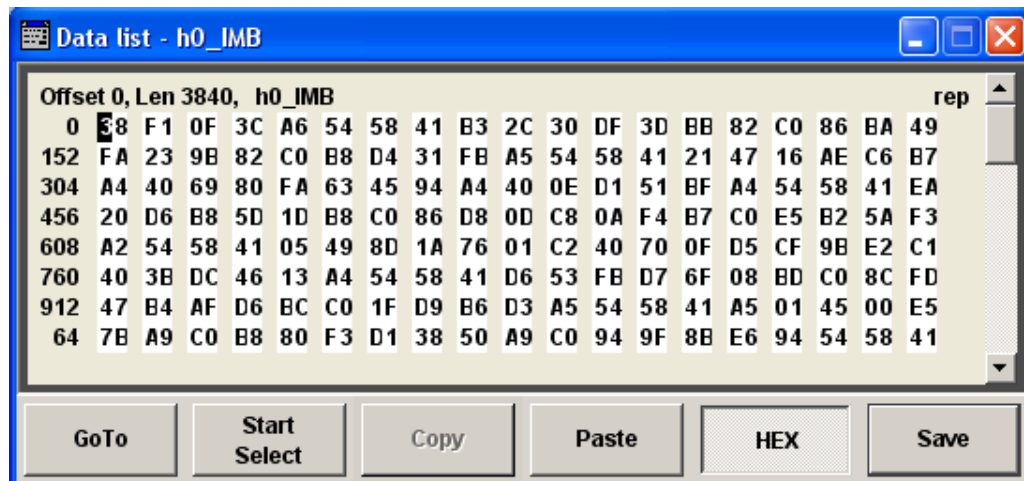 Data list - h0_IMB
Offset 0, Len 3840, h0_IMB rep
0 38 F1 0F 3C A6 54 58 41 B3 2C 30 DF 3D BB 82 C0 86 BA 49
152 FA 23 9B 82 C0 B8 D4 31 FB A5 54 58 41 21 47 16 AE C6 B7
304 A4 40 69 80 FA 63 45 94 A4 40 0E D1 51 BF A4 54 58 41 EA
456 20 D6 B8 5D 1D B8 C0 86 D8 0D C8 0A F4 B7 C0 E5 B2 5A F3
608 A2 54 58 41 05 49 8D 1A 76 01 C2 40 70 0F D5 CF 9B E2 C1
760 40 3B DC 46 13 A4 54 58 41 D6 53 FB D7 6F 08 BD C0 8C FD
912 47 B4 AF D6 BC C0 1F D9 B6 D3 A5 54 58 41 A5 01 45 00 E5
64 7B A9 C0 B8 80 F3 D1 38 50 A9 C0 94 9F 8B E6 94 54 58 41
GoTo
Start
Select
Copy
Paste
HEX
Save